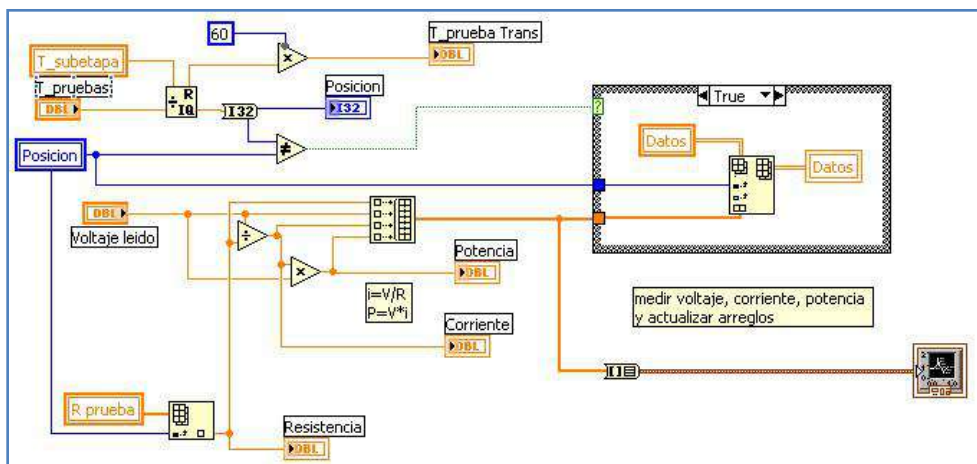 60
T_prueba Trans
DBL
T_subetapa
T_pruebas
DBL
R
IQ
I32
Posicion
I32
True
?
Posicion
Datos
Datos
DBL
Voltaje leido
Potencia
DBL
i=V/R
P=V*i
medir voltaje, corriente, potencia
y actualizar arreglos
Corriente
DBL
R prueba
Resistencia
DBL